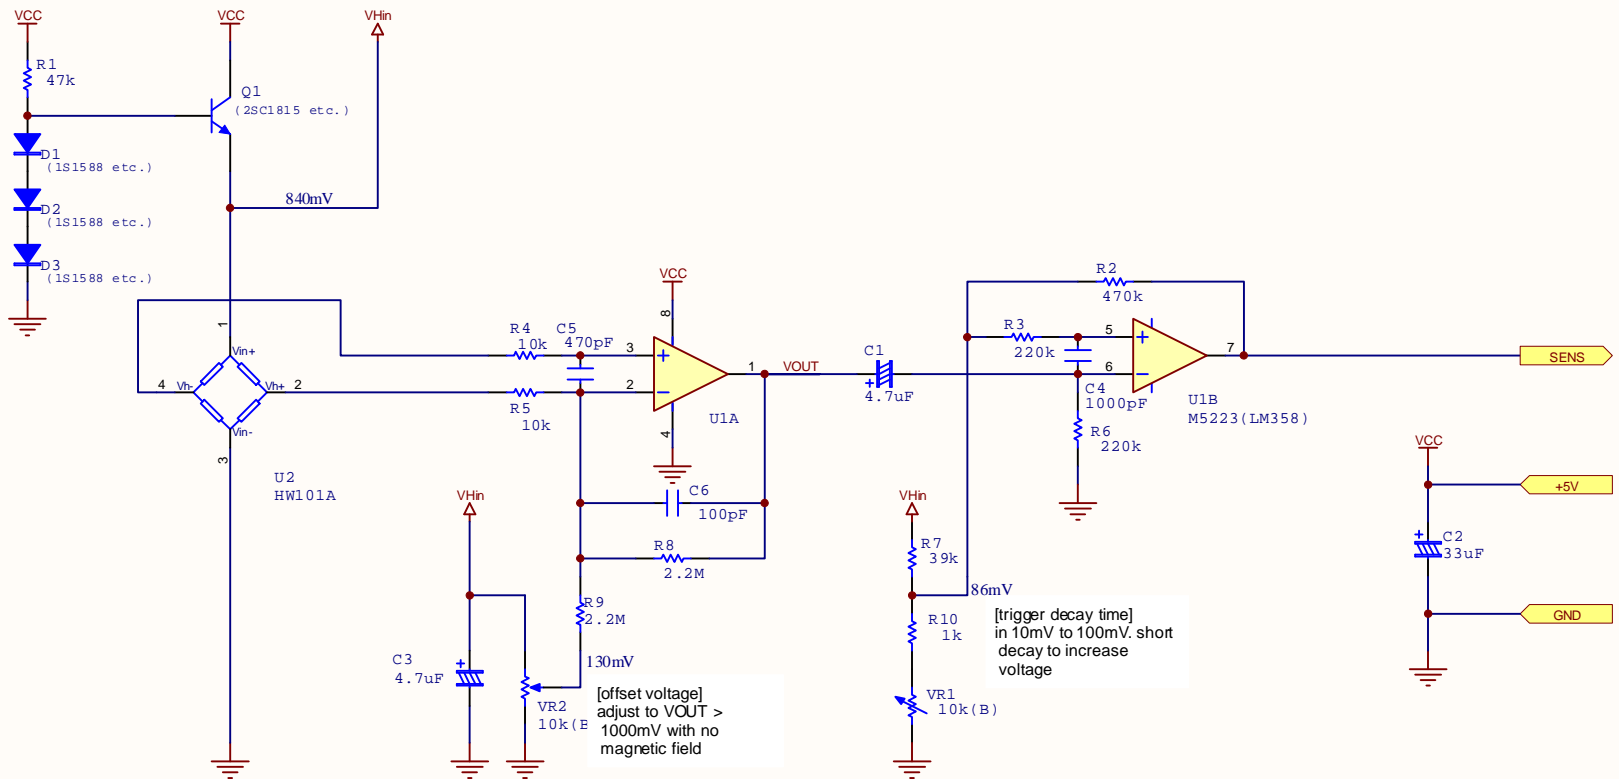 VCC
VCC
VHin
R1
47k
Q1
(2SC1815 etc.)
D1
(1S1588 etc.)
840mV
D2
(1S1588 etc.)
D3
(1S1588 etc.)
1
Vin+
4
Vh-
Vh+
2
Vin-
3
U2
HW101A
R4
10k
C5
470pF
R5
10k
VCC
8
3
2
1
4
U1A
VOUT
C6
100pF
R8
2.2M
R9
2.2M
130mV
VHin
C3
+
4.7uF
VR2
10k(B
[offset voltage]
adjust to VOUT >
1000mV with no
magnetic field
C1
+
4.7uF
R2
470k
R3
220k
5
6
7
C4
1000pF
U1B
M5223(LM358)
R6
220k
SENS
VHin
R7
39k
86mV
R10
1k
VR1
10k(B)
[trigger decay time]
in 10mV to 100mV. short
decay to increase
voltage
VCC
+5V
+
C2
33uF
GND